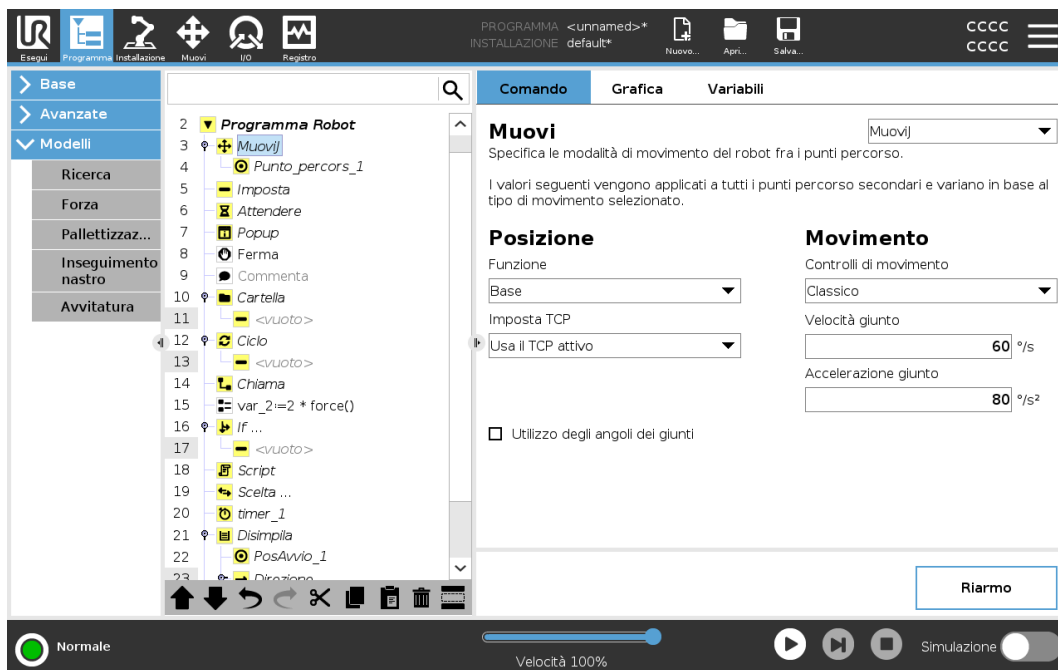 PROGRAMMA <unnamed>*
INSTALLAZIONE default*
Nuovo...
Apri...
Salva...
CCCC
CCCC
UR
Esegui
Programma
Installazione
Muovi
I/O
Registro
Base
Avanzate
Modelli
Ricerca
Forza
Pallettizzaz...
Inseguimento
nastro
Avvitatura
2 Programma Robot
3 MuoviJ
4 Punto_percors_1
5 Imposta
6 Attendere
7 Popup
8 Ferma
9 Commenta
10 Cartella
11 <vuoto>
12 Ciclo
13 <vuoto>
14 Chiama
15 var_2:=2 * force()
16 If ...
17 <vuoto>
18 Script
19 Scelta ...
20 timer_1
21 Disimpila
22 PosAvvio_1
23 Direzione
Comando
Grafica
Variabili
Muovi
MuoviJ
Specifica le modalità di movimento del robot fra i punti percorso.
I valori seguenti vengono applicati a tutti i punti percorso secondari e variano in base al
tipo di movimento selezionato.
Posizione
Funzione
Base
Imposta TCP
Usa il TCP attivo
Utilizzo degli angoli dei giunti
Movimento
Controlli di movimento
Classico
Velocità giunto
60 °/s
Accelerazione giunto
80 °/s²
Riarmo
Normale
Velocità 100%
Simulazione